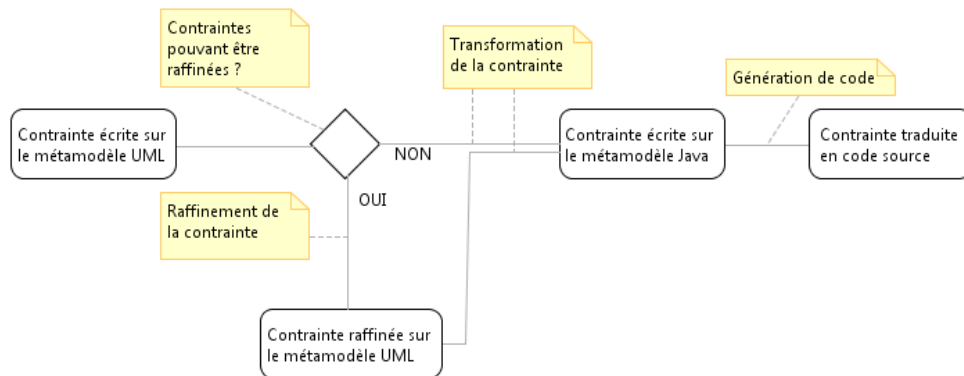 Contraintes
pouvant être
raffinées ?
Transformation
de la contrainte
Génération de code
Contrainte écrite sur
le métamodèle UML
NON
Contrainte écrite sur
le métamodèle Java
Contrainte traduite
en code source
OUI
Raffinement de
la contrainte
Contrainte raffinée sur
le métamodèle UML